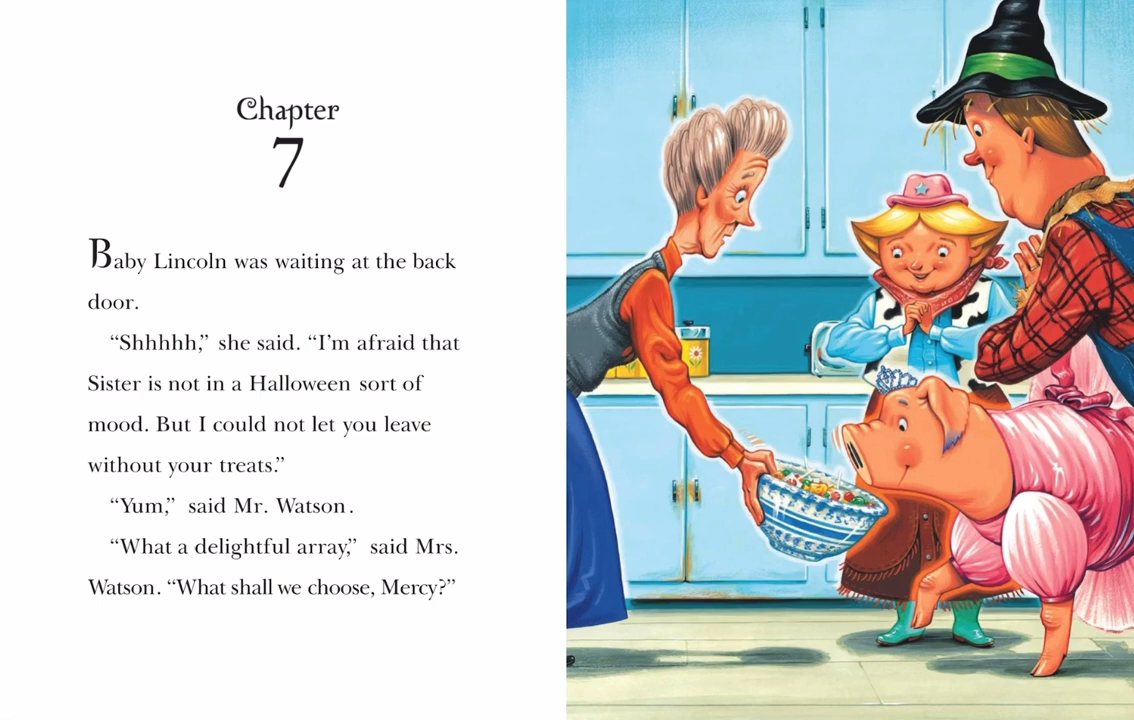 Chapter
7
Baby Lincoln was waiting at the back
door.
“Shhhhh,” she said. “I’m afraid that
Sister is not in a Halloween sort of
mood. But I could not let you leave
without your treats.”
“Yum,” said Mr. Watson.
“What a delightful array,” said Mrs.
Watson. “What shall we choose, Mercy?”